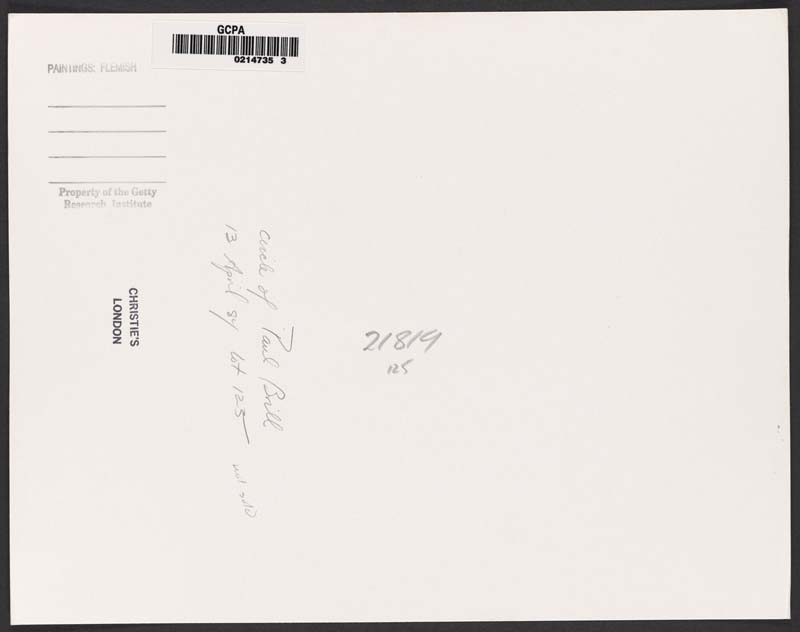 GCPA
0214735 3
PAINTINGS: FLEMISH
Property of the Getty
Research Institute
CHRISTIE'S
LONDON
circle of Paul Brill
13 April 84 lot 125
not sold
21819
125